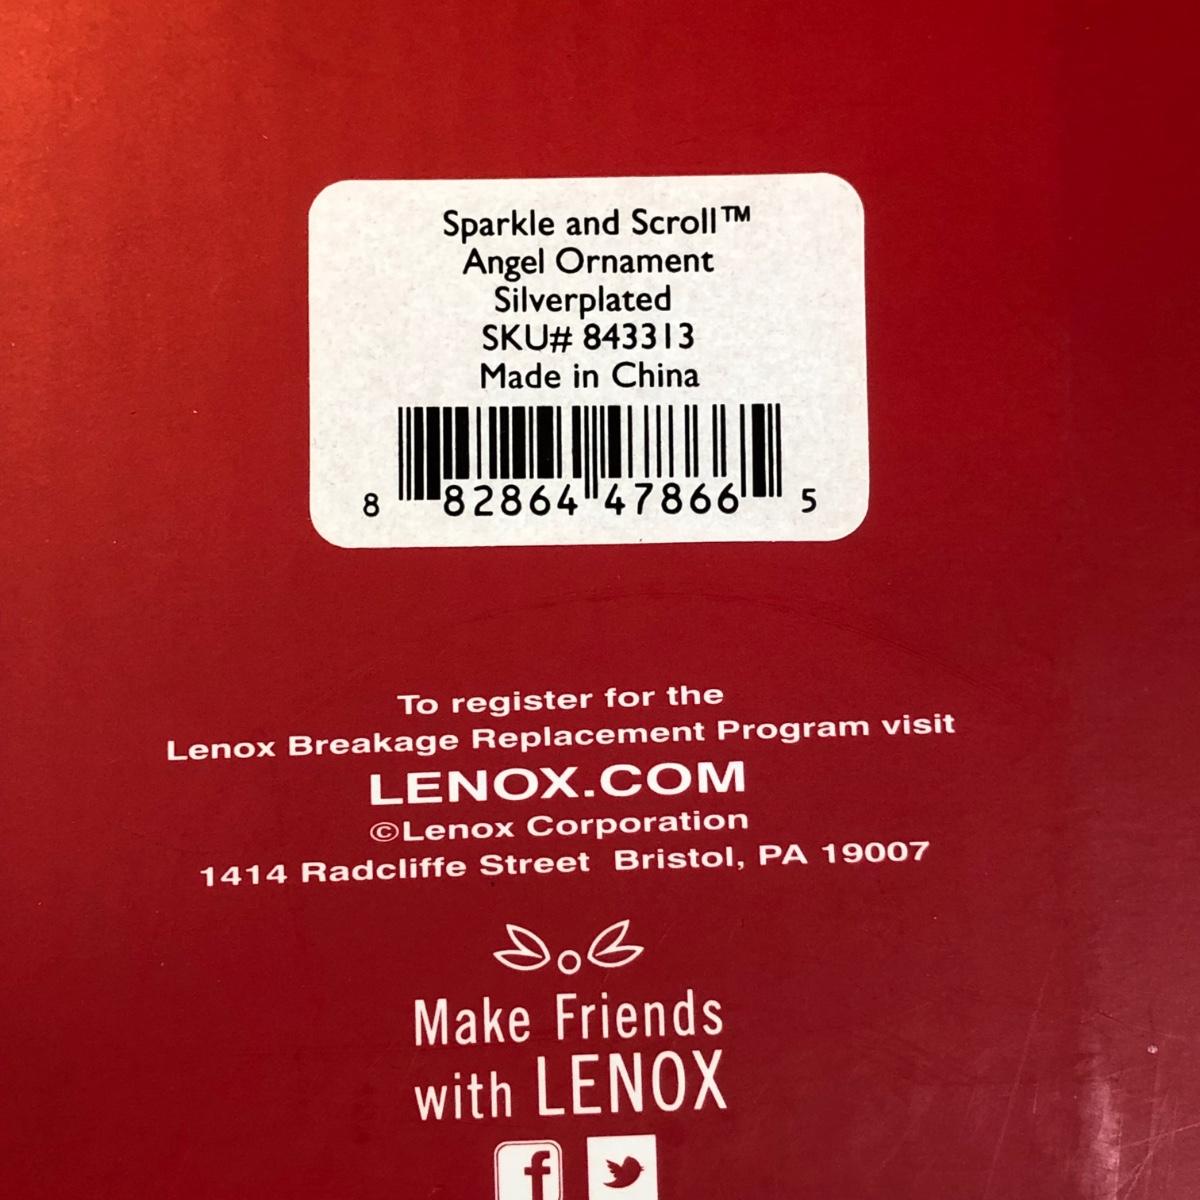 Sparkle and Scroll™
Angel Ornament
Silverplated
SKU# 843313
Made in China
8 82864 47866 5
To register for the
Lenox Breakage Replacement Program visit
LENOX.COM
©Lenox Corporation
1414 Radcliffe Street Bristol, PA 19007
Make Friends
with LENOX
f